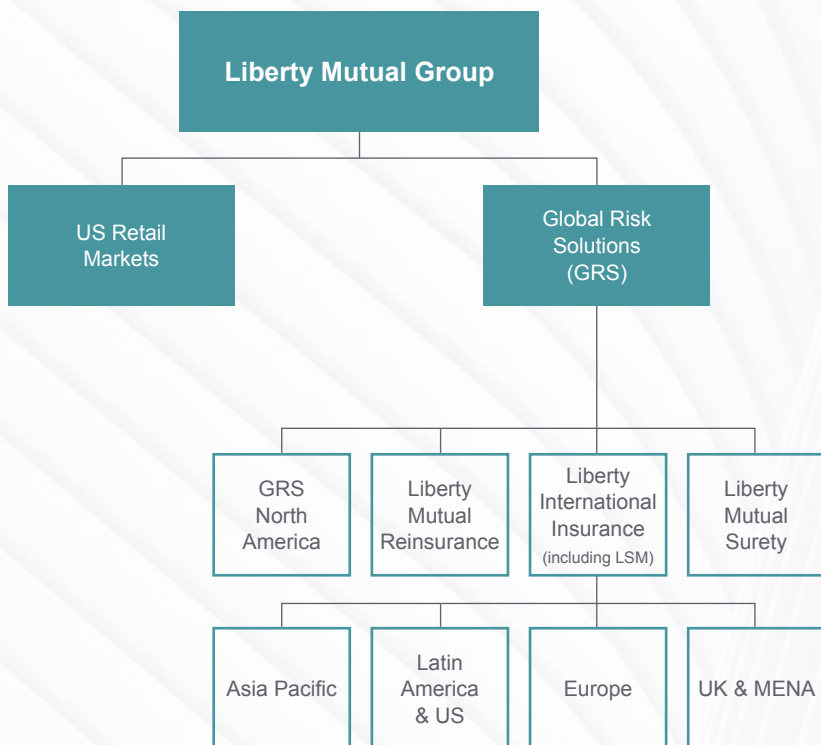 Liberty Mutual Group
US Retail
Markets
Global Risk
Solutions
(GRS)
GRS
North
America
Liberty
Mutual
Reinsurance
Liberty
International
Insurance
(including LSM)
Liberty
Mutual
Surety
Asia Pacific
Latin
America
& US
Europe
UK & MENA